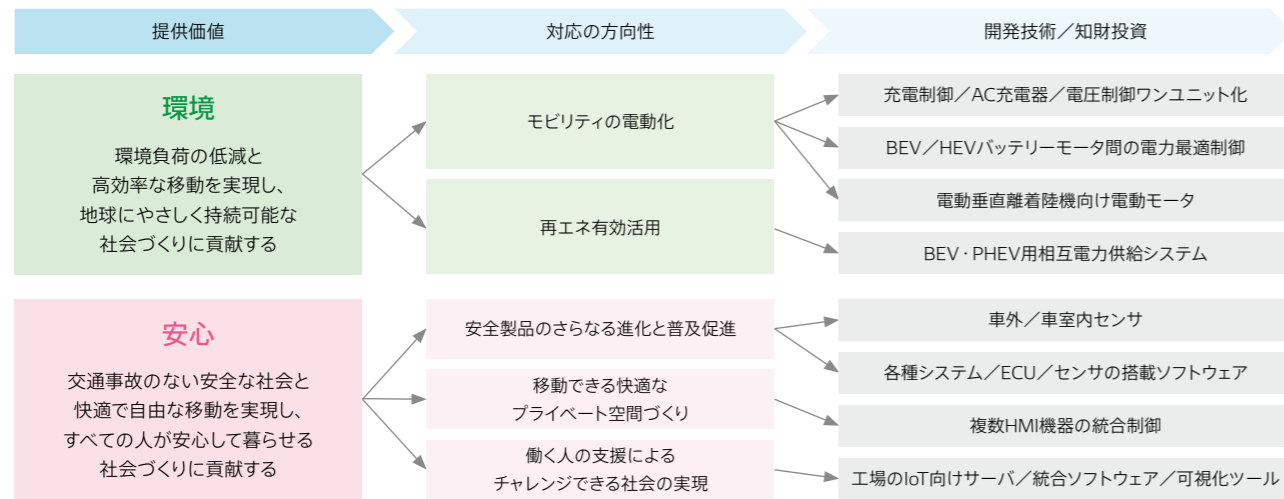 提供価値
対応の方向性
開発技術／知財投資
環境
環境負荷の低減と
高効率な移動を実現し、
地球にやさしく持続可能な
社会づくりに貢献する
モビリティの電動化
再エネ有効活用
充電制御／AC充電器／電圧制御ワンユニット化
BEV／HEVバッテリーモータ間の電力最適制御
電動垂直離着陸機向け電動モータ
BEV・PHEV用相互電力供給システム
安心
交通事故のない安全な社会と
快適で自由な移動を実現し、
すべての人が安心して暮らせる
社会づくりに貢献する
安全製品のさらなる進化と普及促進
移動できる快適な
プライベート空間づくり
働く人の支援による
チャレンジできる社会の実現
車外／車室内センサ
各種システム／ECU／センサの搭載ソフトウェア
複数HMI機器の統合制御
工場のIoT向けサーバ／統合ソフトウェア／可視化ツール